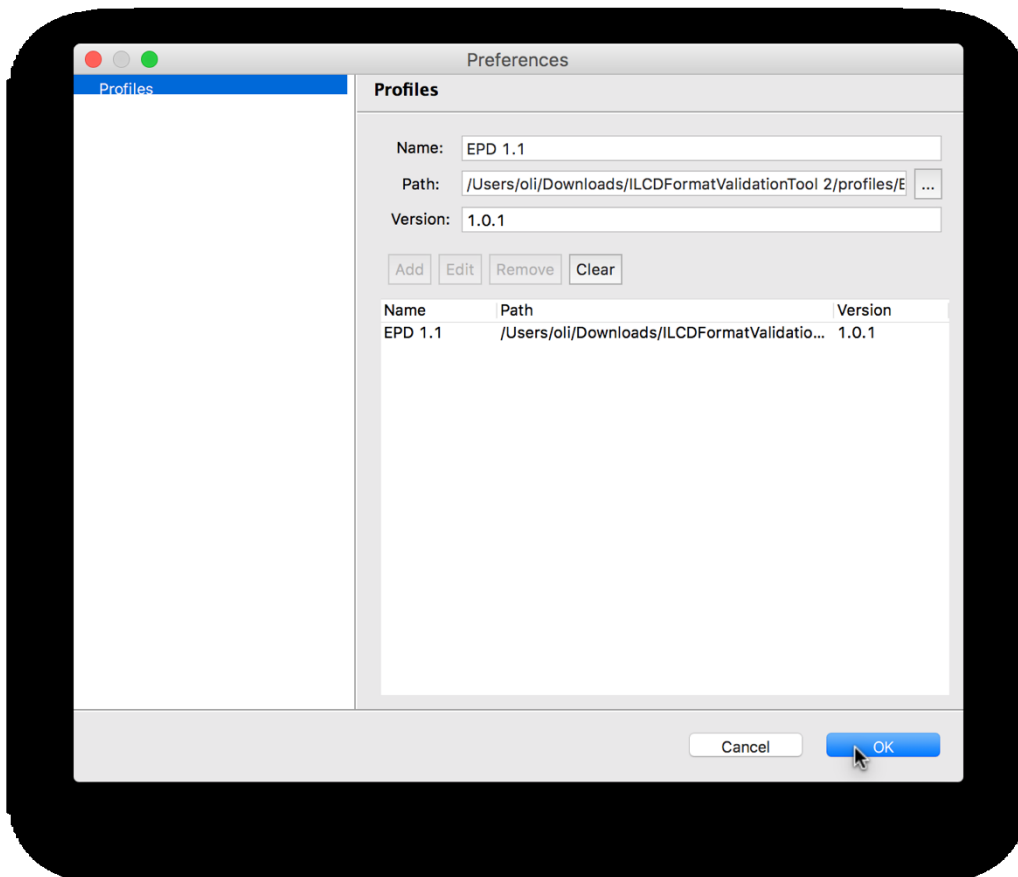 Preferences
Profiles
Profiles
Name: EPD 1.1
Path: /Users/oli/Downloads/ILCDFormatValidationTool 2/profiles/E ...
Version: 1.0.1
Add Edit Remove Clear
Name Path Version
EPD 1.1 /Users/oli/Downloads/ILCDFormatValidatio... 1.0.1
Cancel OK